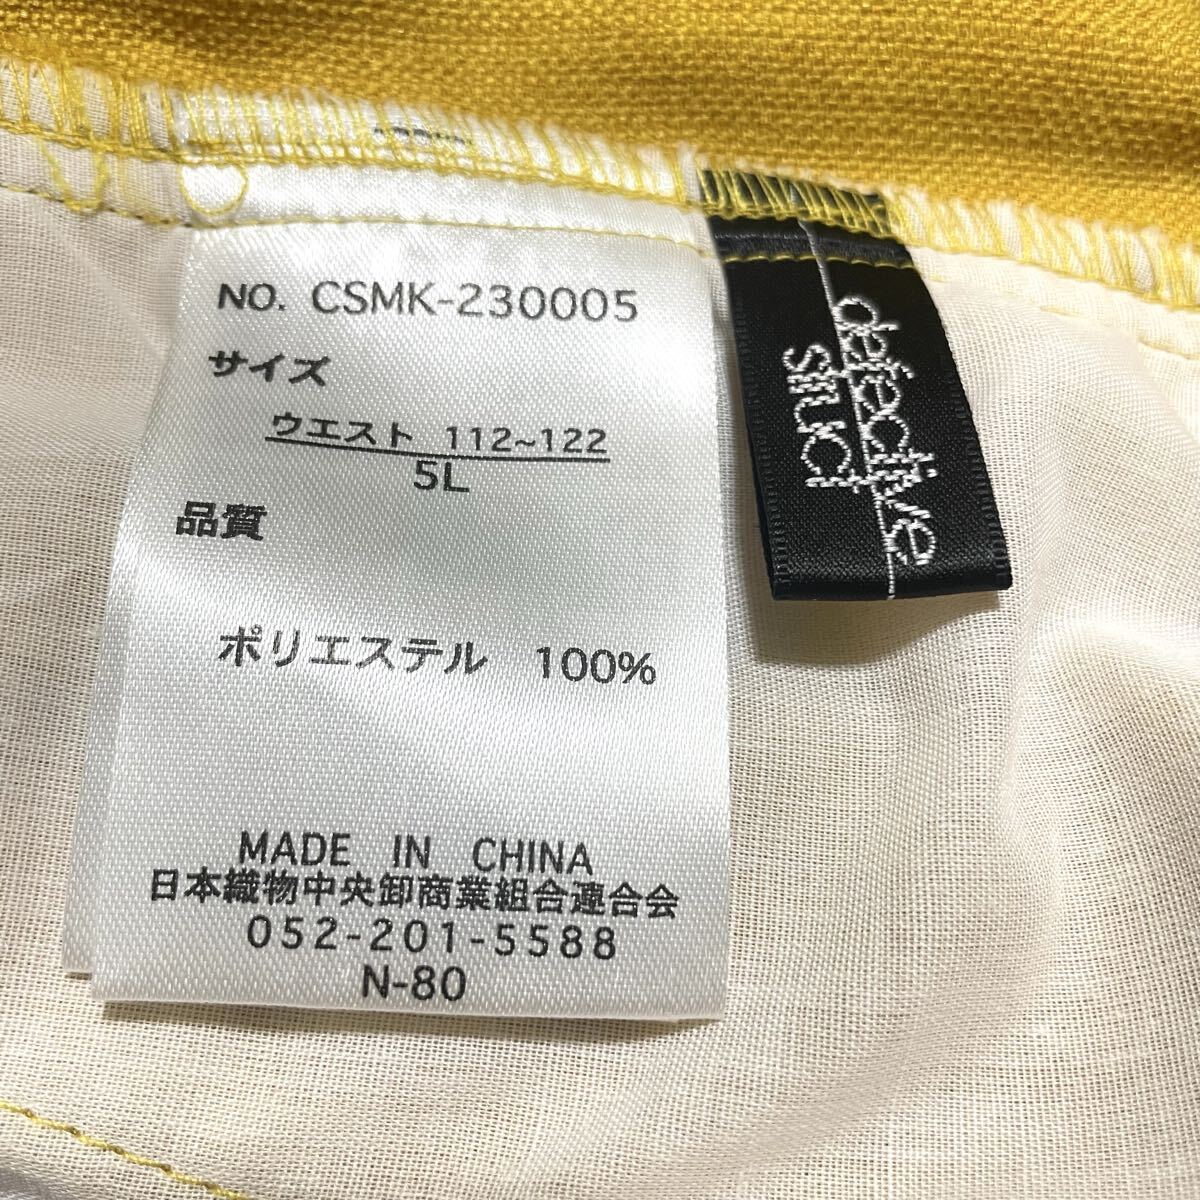 NO. CSMK-230005
サイズ
ウエスト 112~122
5L
品質
ポリエステル 100%
MADE IN CHINA
日本織物中央卸商業組合連合会
052-201-5588
N-80
defective
struct